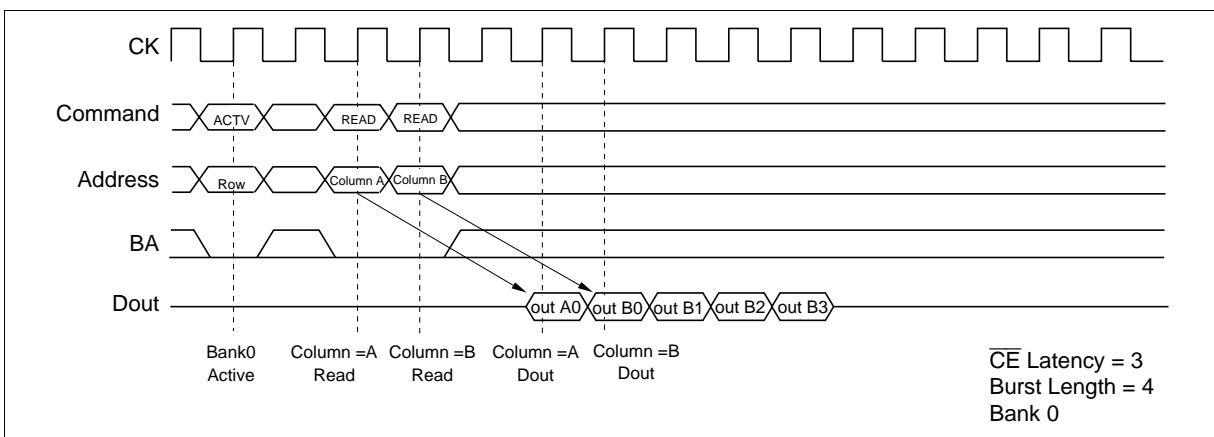 CK
Command
ACTV
READ
READ
Address
Row
Column A
Column B
BA
Dout
out A0
out B0
out B1
out B2
out B3
Bank0
Active
Column =A
Read
Column =B
Read
Column =A
Dout
Column =B
Dout
C̅E̅ Latency = 3
Burst Length = 4
Bank 0